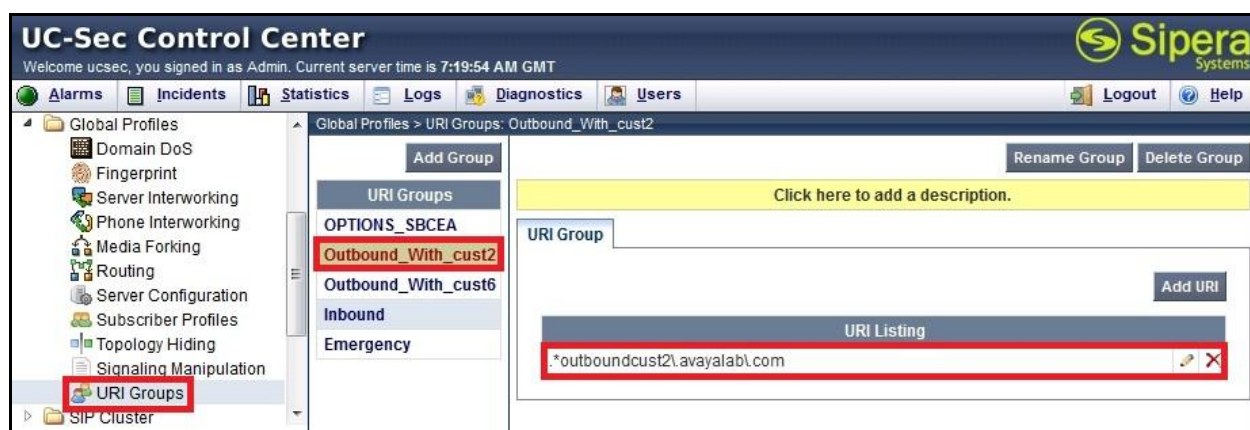 UC-Sec Control Center
Sipera
Systems
Welcome ucsec, you signed in as Admin. Current server time is 7:19:54 AM GMT
Alarms Incidents Statistics Logs Diagnostics Users Logout Help
Global Profiles
Domain DoS
Fingerprint
Server Interworking
Phone Interworking
Media Forking
Routing
Server Configuration
Subscriber Profiles
Topology Hiding
Signaling Manipulation
URI Groups
SIP Cluster
Global Profiles > URI Groups: Outbound_With_cust2
Add Group
URI Groups
OPTIONS_SBCEA
Outbound_With_cust2
Outbound_With_cust6
Inbound
Emergency
Rename Group Delete Group
Click here to add a description.
URI Group
Add URI
URI Listing
.*outboundcust2\.avayalab\.com